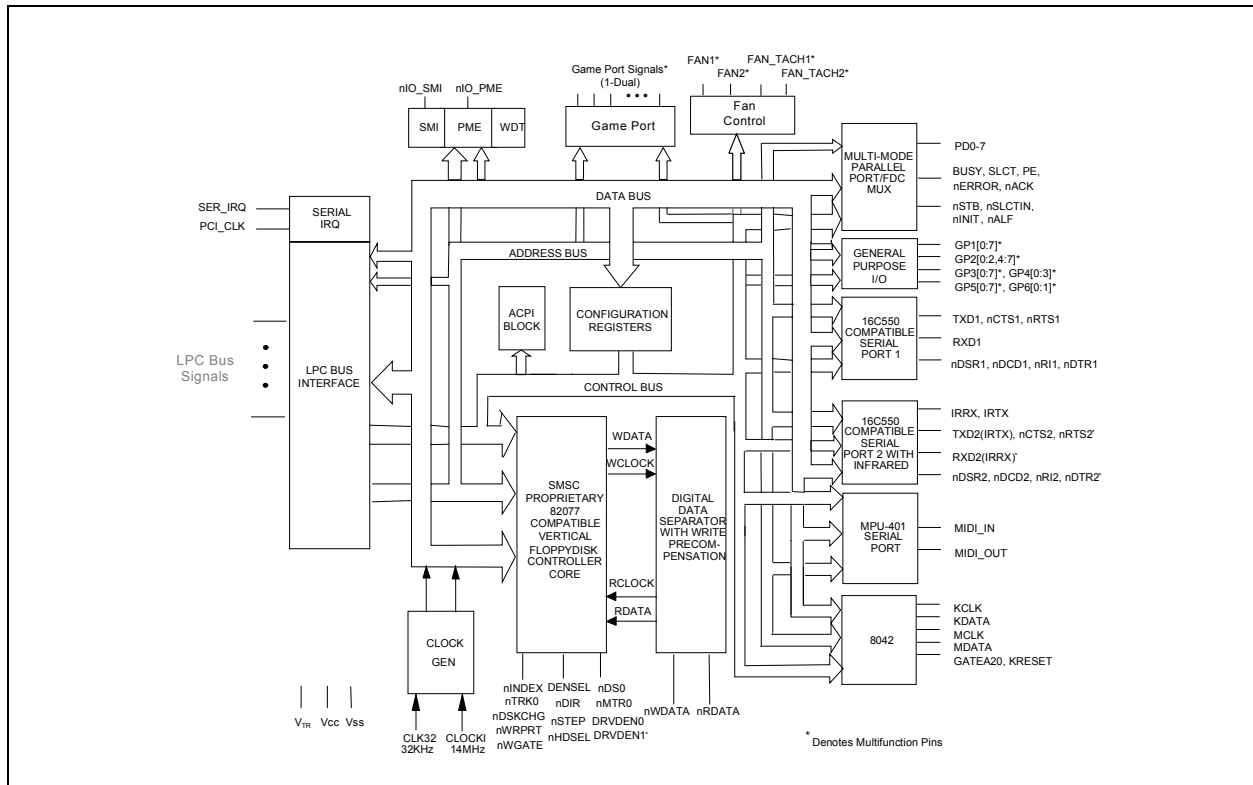 FAN1*
FAN2*
FAN_TACH1*
FAN_TACH2*
Game Port Signals*
(1-Dual)
nIO_SMI
nIO_PME
SMI
PME
WDT
Game Port
Fan
Control
MULTI-MODE
PARALLEL
PORT/FDC
MUX
PD0-7
BUSY, SLCT, PE,
nERROR, nACK
nSTB, nSLCTIN,
nINIT, nALF
DATA BUS
SER_IRQ
PCI_CLK
SERIAL
IRQ
ADDRESS BUS
GENERAL
PURPOSE
I/O
GP1[0:7]*
GP2[0:2,4:7]*
GP3[0:7]*, GP4[0:3]*
GP5[0:7]*, GP6[0:1]*
ACPI
BLOCK
CONFIGURATION
REGISTERS
16C550
COMPATIBLE
SERIAL
PORT 1
TXD1, nCTS1, nRTS1
RXD1
nDSR1, nDCD1, nRI1, nDTR1
LPC Bus
Signals
LPC BUS
INTERFACE
CONTROL BUS
16C550
COMPATIBLE
SERIAL
PORT 2 WITH
INFRARED
IRRX, IRTX
TXD2(IRTX), nCTS2, nRTS2*
RXD2(IRRX)*
nDSR2, nDCD2, nRI2, nDTR2*
WDATA
WCLOCK
SMSC
PROPRIETARY
82077
COMPATIBLE
VERTICAL
FLOPPYDISK
CONTROLLER
CORE
DIGITAL
DATA
SEPARATOR
WITH WRITE
PRECOM-
PENSATION
RCLOCK
RDATA
MPU-401
SERIAL
PORT
MIDI_IN
MIDI_OUT
8042
KCLK
KDATA
MCLK
MDATA
GATEA20, KRESET
CLOCK
GEN
VTR
Vcc
Vss
CLK32
32KHz
CLOCKI
14MHz
nINDEX
nTRK0
nDSKCHG
nWRPRT
nWGATE
DENSEL
nDIR
nSTEP
nHDSEL
nDS0
nMTR0
DRVDEN0
DRVDEN1*
nWDATA
nRDATA
* Denotes Multifunction Pins